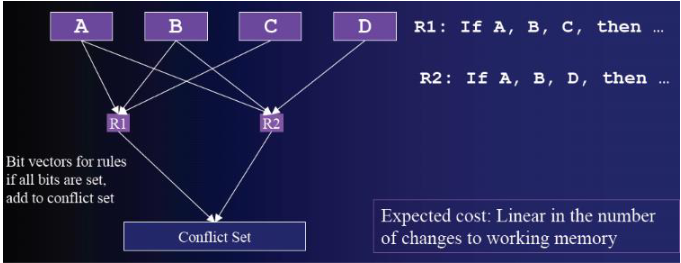 A B C D R1: If A, B, C, then …
R2: If A, B, D, then …
R1 R2
Bit vectors for rules
if all bits are set,
add to conflict set
Conflict Set
Expected cost: Linear in the number
of changes to working memory